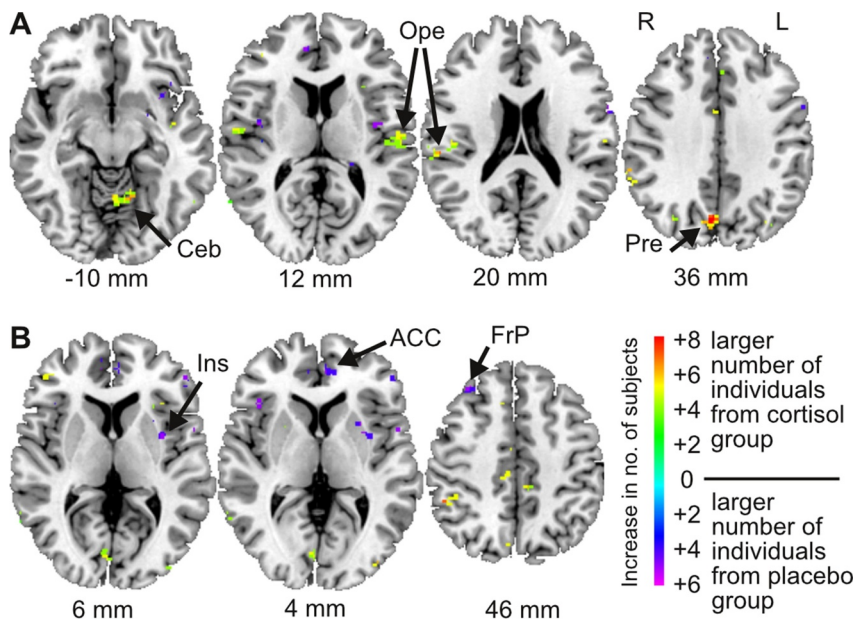 A
Ope
R
L
Ceb
Pre
-10 mm
12 mm
20 mm
36 mm
B
Ins
ACC
FrP
6 mm
4 mm
46 mm
Increase in no. of subjects
+8
+6
+4
+2
0
+2
+4
+6
larger
number of
individuals
from cortisol
group
larger
number of
individuals
from placebo
group